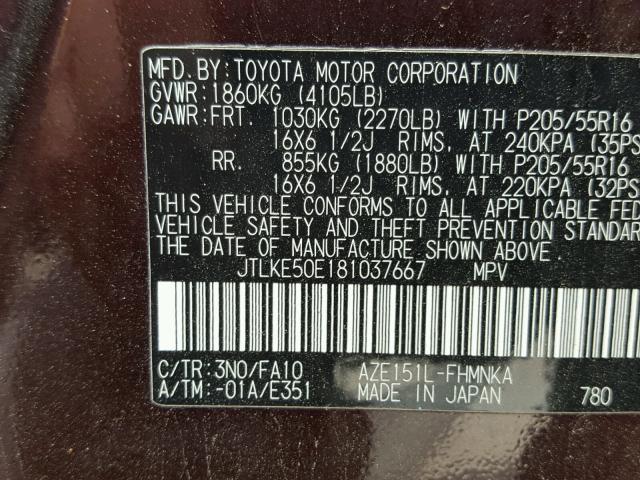 MFD. BY: TOYOTA MOTOR CORPORATION
GVWR: 1860KG (4105LB)
GAWR: FRT. 1030KG (2270LB) WITH P205/55R16
16X6 1/2J RIMS, AT 240KPA (35PS
RR. 855KG (1880LB) WITH P205/55R16
16X6 1/2J RIMS, AT 220KPA (32PS
THIS VEHICLE CONFORMS TO ALL APPLICABLE FED
VEHICLE SAFETY AND THEFT PREVENTION STANDAR
THE DATE OF MANUFACTURE SHOWN ABOVE.
JTLKE50E181037667 MPV
C/TR: 3N0/FA10 AZE151L-FHMNKA
A/TM: -01A/E351 MADE IN JAPAN 780